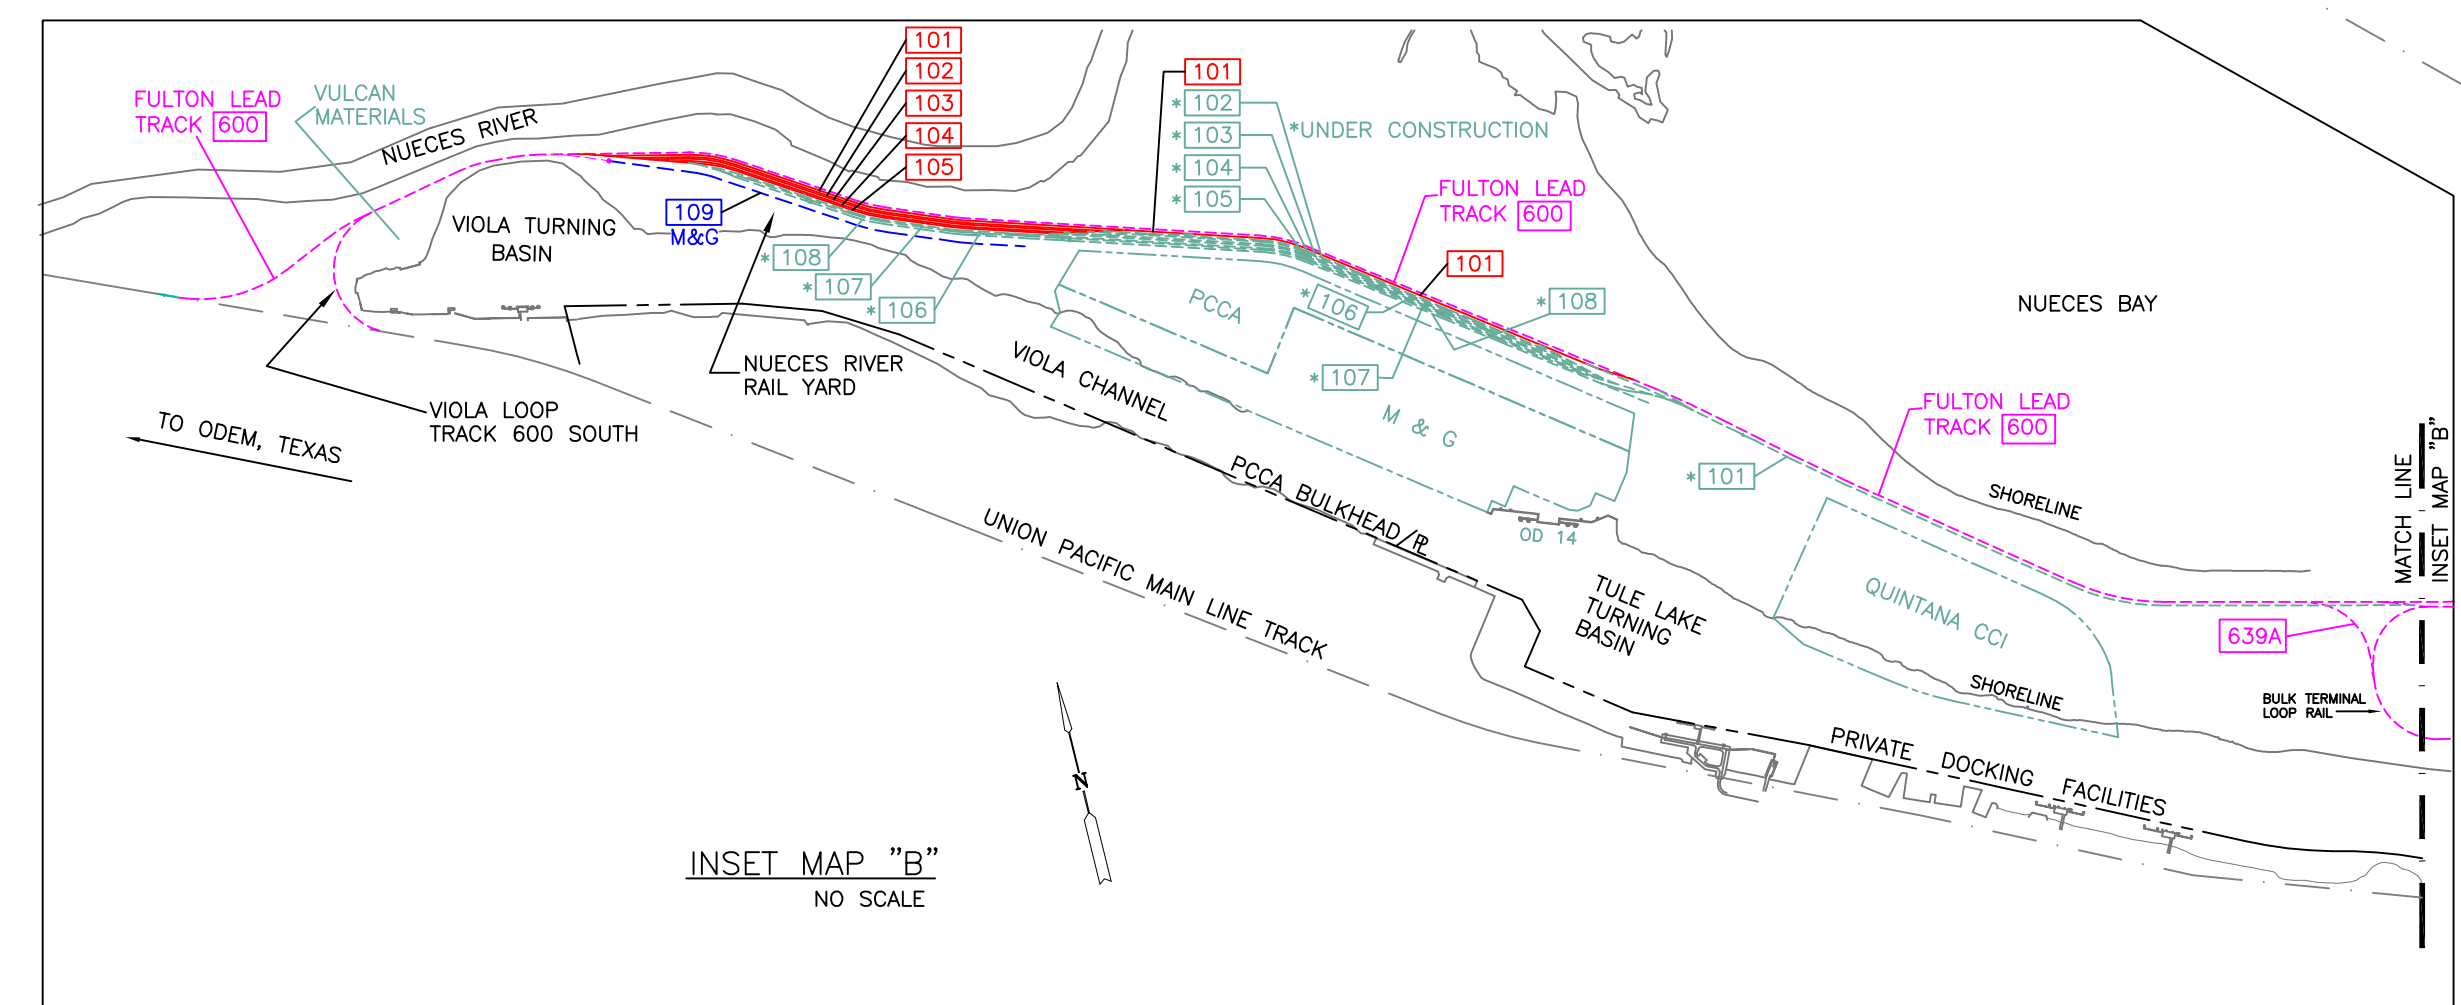 101
102
103
104
105
101
* 102
* 103
* 104
* 105
*UNDER CONSTRUCTION
FULTON LEAD
TRACK 600
VULCAN
MATERIALS
NUECES RIVER
VIOLA TURNING
BASIN
109
M&G
* 108
* 107
* 106
FULTON LEAD
TRACK 600
101
* 106
* 108
* 107
PCCA
NUECES BAY
NUECES RIVER
RAIL YARD
VIOLA CHANNEL
M & G
VIOLA LOOP
TRACK 600 SOUTH
TO ODEM, TEXAS
FULTON LEAD
TRACK 600
* 101
PCCA BULKHEAD/PL
OD 14
SHORELINE
MATCH LINE
INSET MAP "B"
UNION PACIFIC MAIN LINE TRACK
TULE LAKE
TURNING
BASIN
QUINTANA CCI
639A
SHORELINE
BULK TERMINAL
LOOP RAIL
PRIVATE DOCKING FACILITIES
N
INSET MAP "B"
NO SCALE